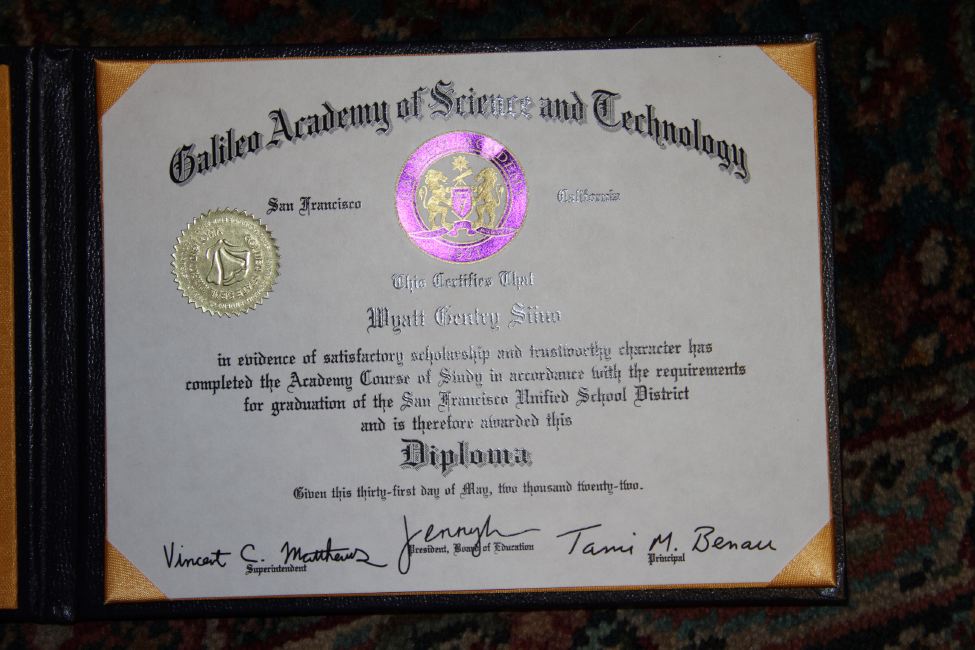 Galileo Academy of Science and Technology
San Francisco
California
This Certifies That
Wyatt Gentry Siino
in evidence of satisfactory scholarship and trustworthy character has
completed the Academy Course of Study in accordance with the requirements
for graduation of the San Francisco Unified School District
and is therefore awarded this
Diploma
Given this thirty-first day of May, two thousand twenty-two.
Vincent C. Matthews
Superintendent
President, Board of Education
Tami M. Benau
Principal